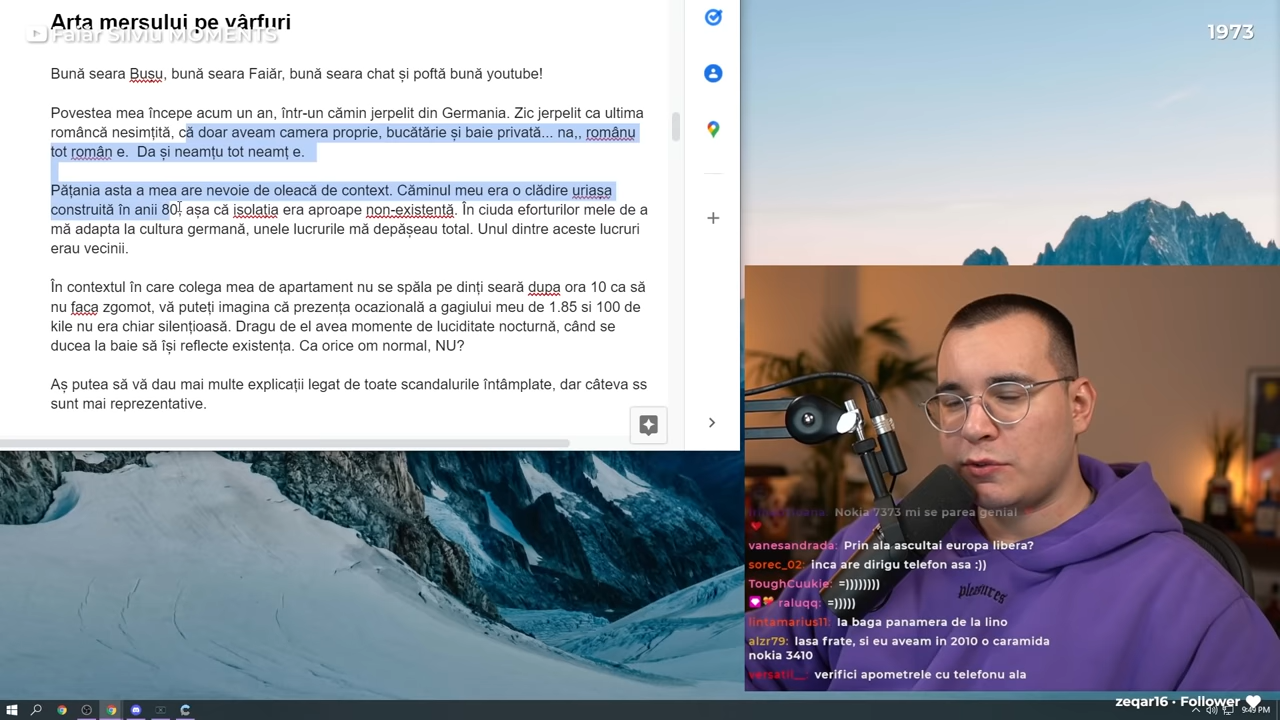 Arta mersului pe vârfuri
Faiar Silviu MOMENTS
1973
Bună seara Bușu, bună seara Faiăr, bună seara chat și poftă bună youtube!
Povestea mea începe acum un an, într-un cămin jerpelit din Germania. Zic jerpelit ca ultima
româncă nesimțită, că doar aveam camera proprie, bucătărie și baie privată... na,, românu
tot român e.  Da și neamțu tot neamț e.
Pățania asta a mea are nevoie de oleacă de context. Căminul meu era o clădire uriașa
construită în anii 80, așa că isolația era aproape non-existentă. În ciuda eforturilor mele de a
mă adapta la cultura germană, unele lucrurile mă depășeau total. Unul dintre aceste lucruri
erau vecinii.
În contextul în care colega mea de apartament nu se spăla pe dinți seară dupa ora 10 ca să
nu faca zgomot, vă puteți imagina că prezența ocazională a gagiului meu de 1.85 si 100 de
kile nu era chiar silențioasă. Dragu de el avea momente de luciditate nocturnă, când se
ducea la baie să își reflecte existența. Ca orice om normal, NU?
Aș putea să vă dau mai multe explicații legat de toate scandalurile întâmplate, dar câteva ss
sunt mai reprezentative.
Nokia 7373 mi se parea genial
vanesandrada: Prin ala ascultai europa libera?
sorec_02: inca are dirigu telefon asa :))
ToughCuukie: =))))))))
raluqq: =)))))
lintamarius11: Ia baga panamera de la lino
alzr79: lasa frate, si eu aveam in 2010 o caramida
nokia 3410
versatil__: verifici apometrele cu telefonu ala
pleasures
zeqar16 · Follower
9:49 PM